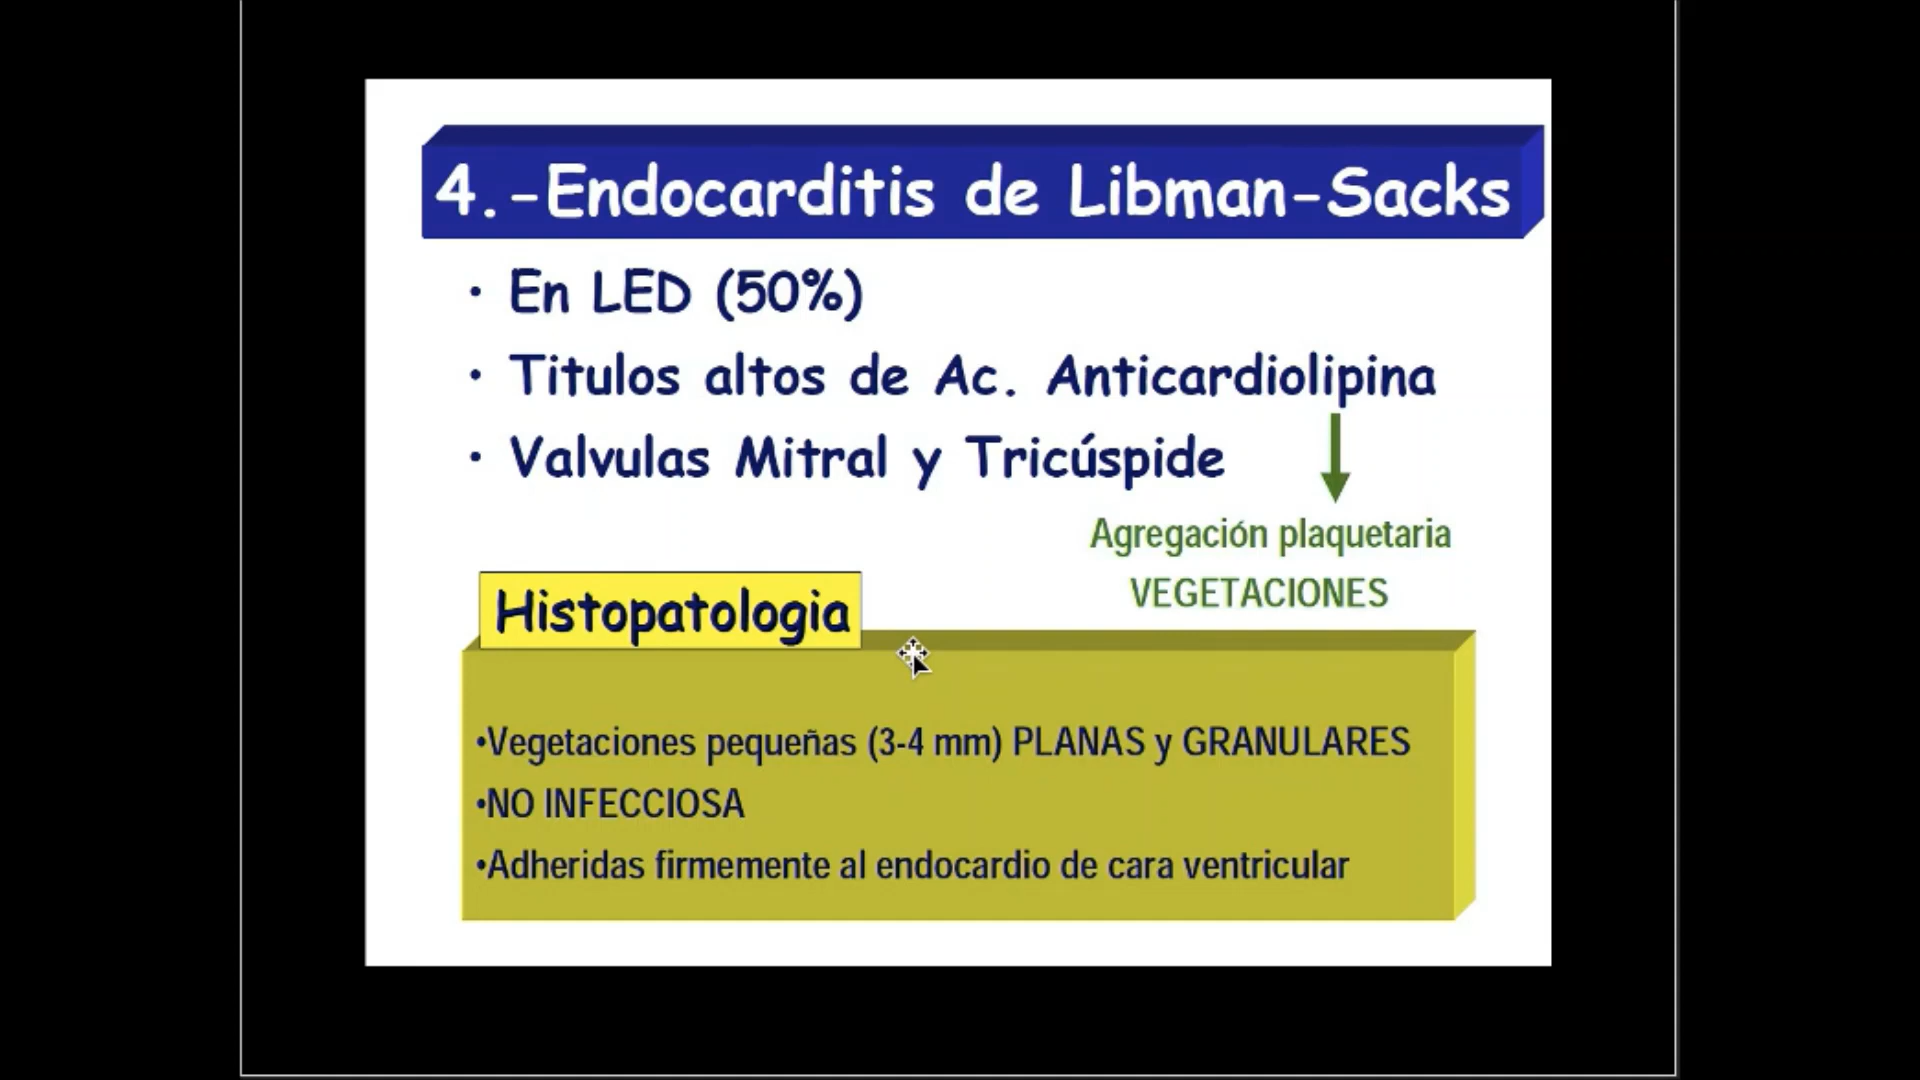 4.-Endocarditis de Libman-Sacks
• En LED (50%)
• Titulos altos de Ac. Anticardiolipina
• Valvulas Mitral y Tricúspide
Agregación plaquetaria
VEGETACIONES
Histopatologia
•Vegetaciones pequeñas (3-4 mm) PLANAS y GRANULARES
•NO INFECCIOSA
•Adheridas firmemente al endocardio de cara ventricular